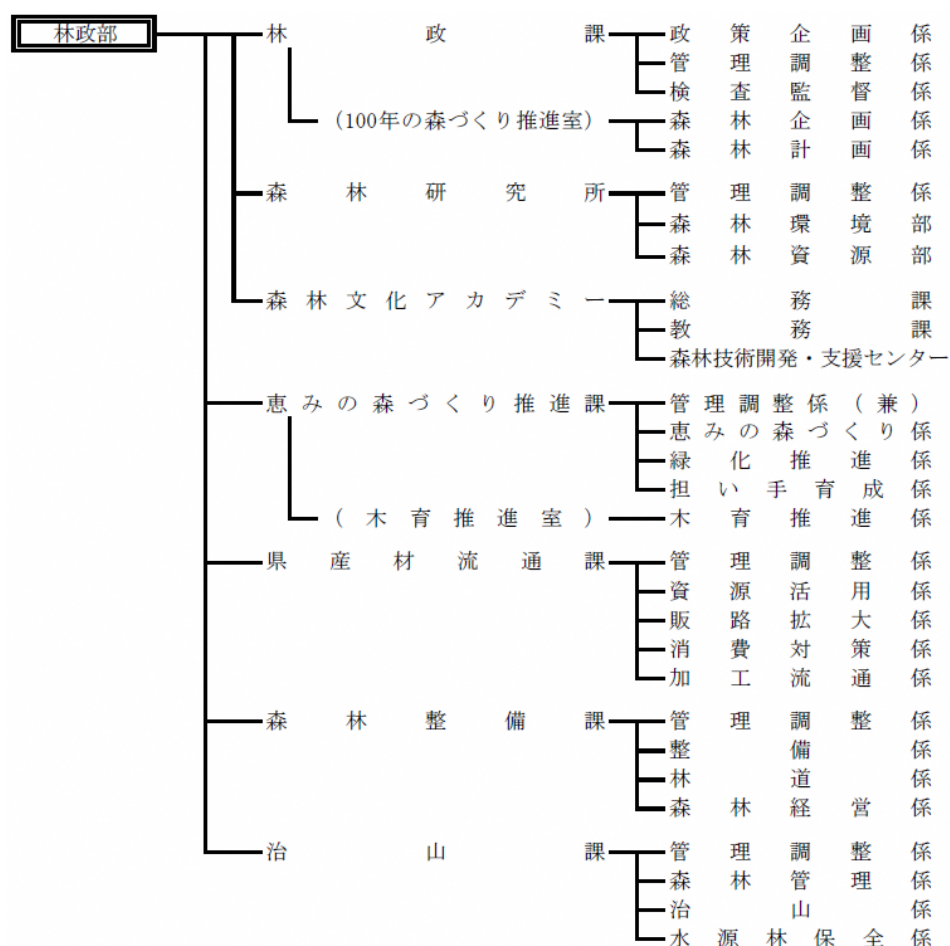 林政部 林政課 政策企画係
管理調整係
検査監督係
(100年の森づくり推進室) 森林企画係
森林計画係
森林研究所 管理調整係
森林環境部
森林資源部
森林文化アカデミー 総務課
教務課
森林技術開発・支援センター
恵みの森づくり推進課 管理調整係(兼)
恵みの森づくり係
緑化推進係
担い手育成係
(木育推進室) 木育推進係
県産材流通課 管理調整係
資源活用係
販路拡大係
消費対策係
加工流通係
森林整備課 管理調整係
整備係
林道係
森林経営係
治山課 管理調整係
森林管理係
治山係
水源林保全係